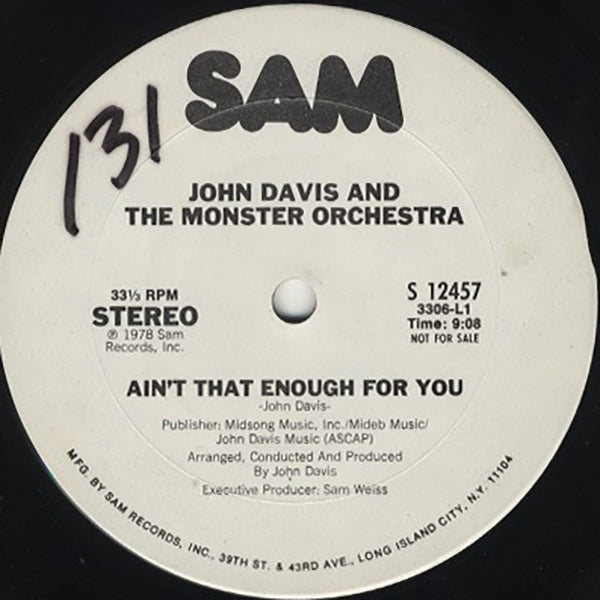 SAM
131
JOHN DAVIS AND
THE MONSTER ORCHESTRA
33⅓ RPM
STEREO
℗ 1978 Sam
Records, Inc.
S 12457
3306-L1
Time: 9:08
NOT FOR SALE
AIN'T THAT ENOUGH FOR YOU
-John Davis-
Publisher: Midsong Music, Inc./Mideb Music/
John Davis Music (ASCAP)
Arranged, Conducted And Produced
By John Davis
Executive Producer: Sam Weiss
MFG. BY SAM RECORDS, INC., 39TH ST. & 43RD AVE., LONG ISLAND CITY, N.Y. 11104